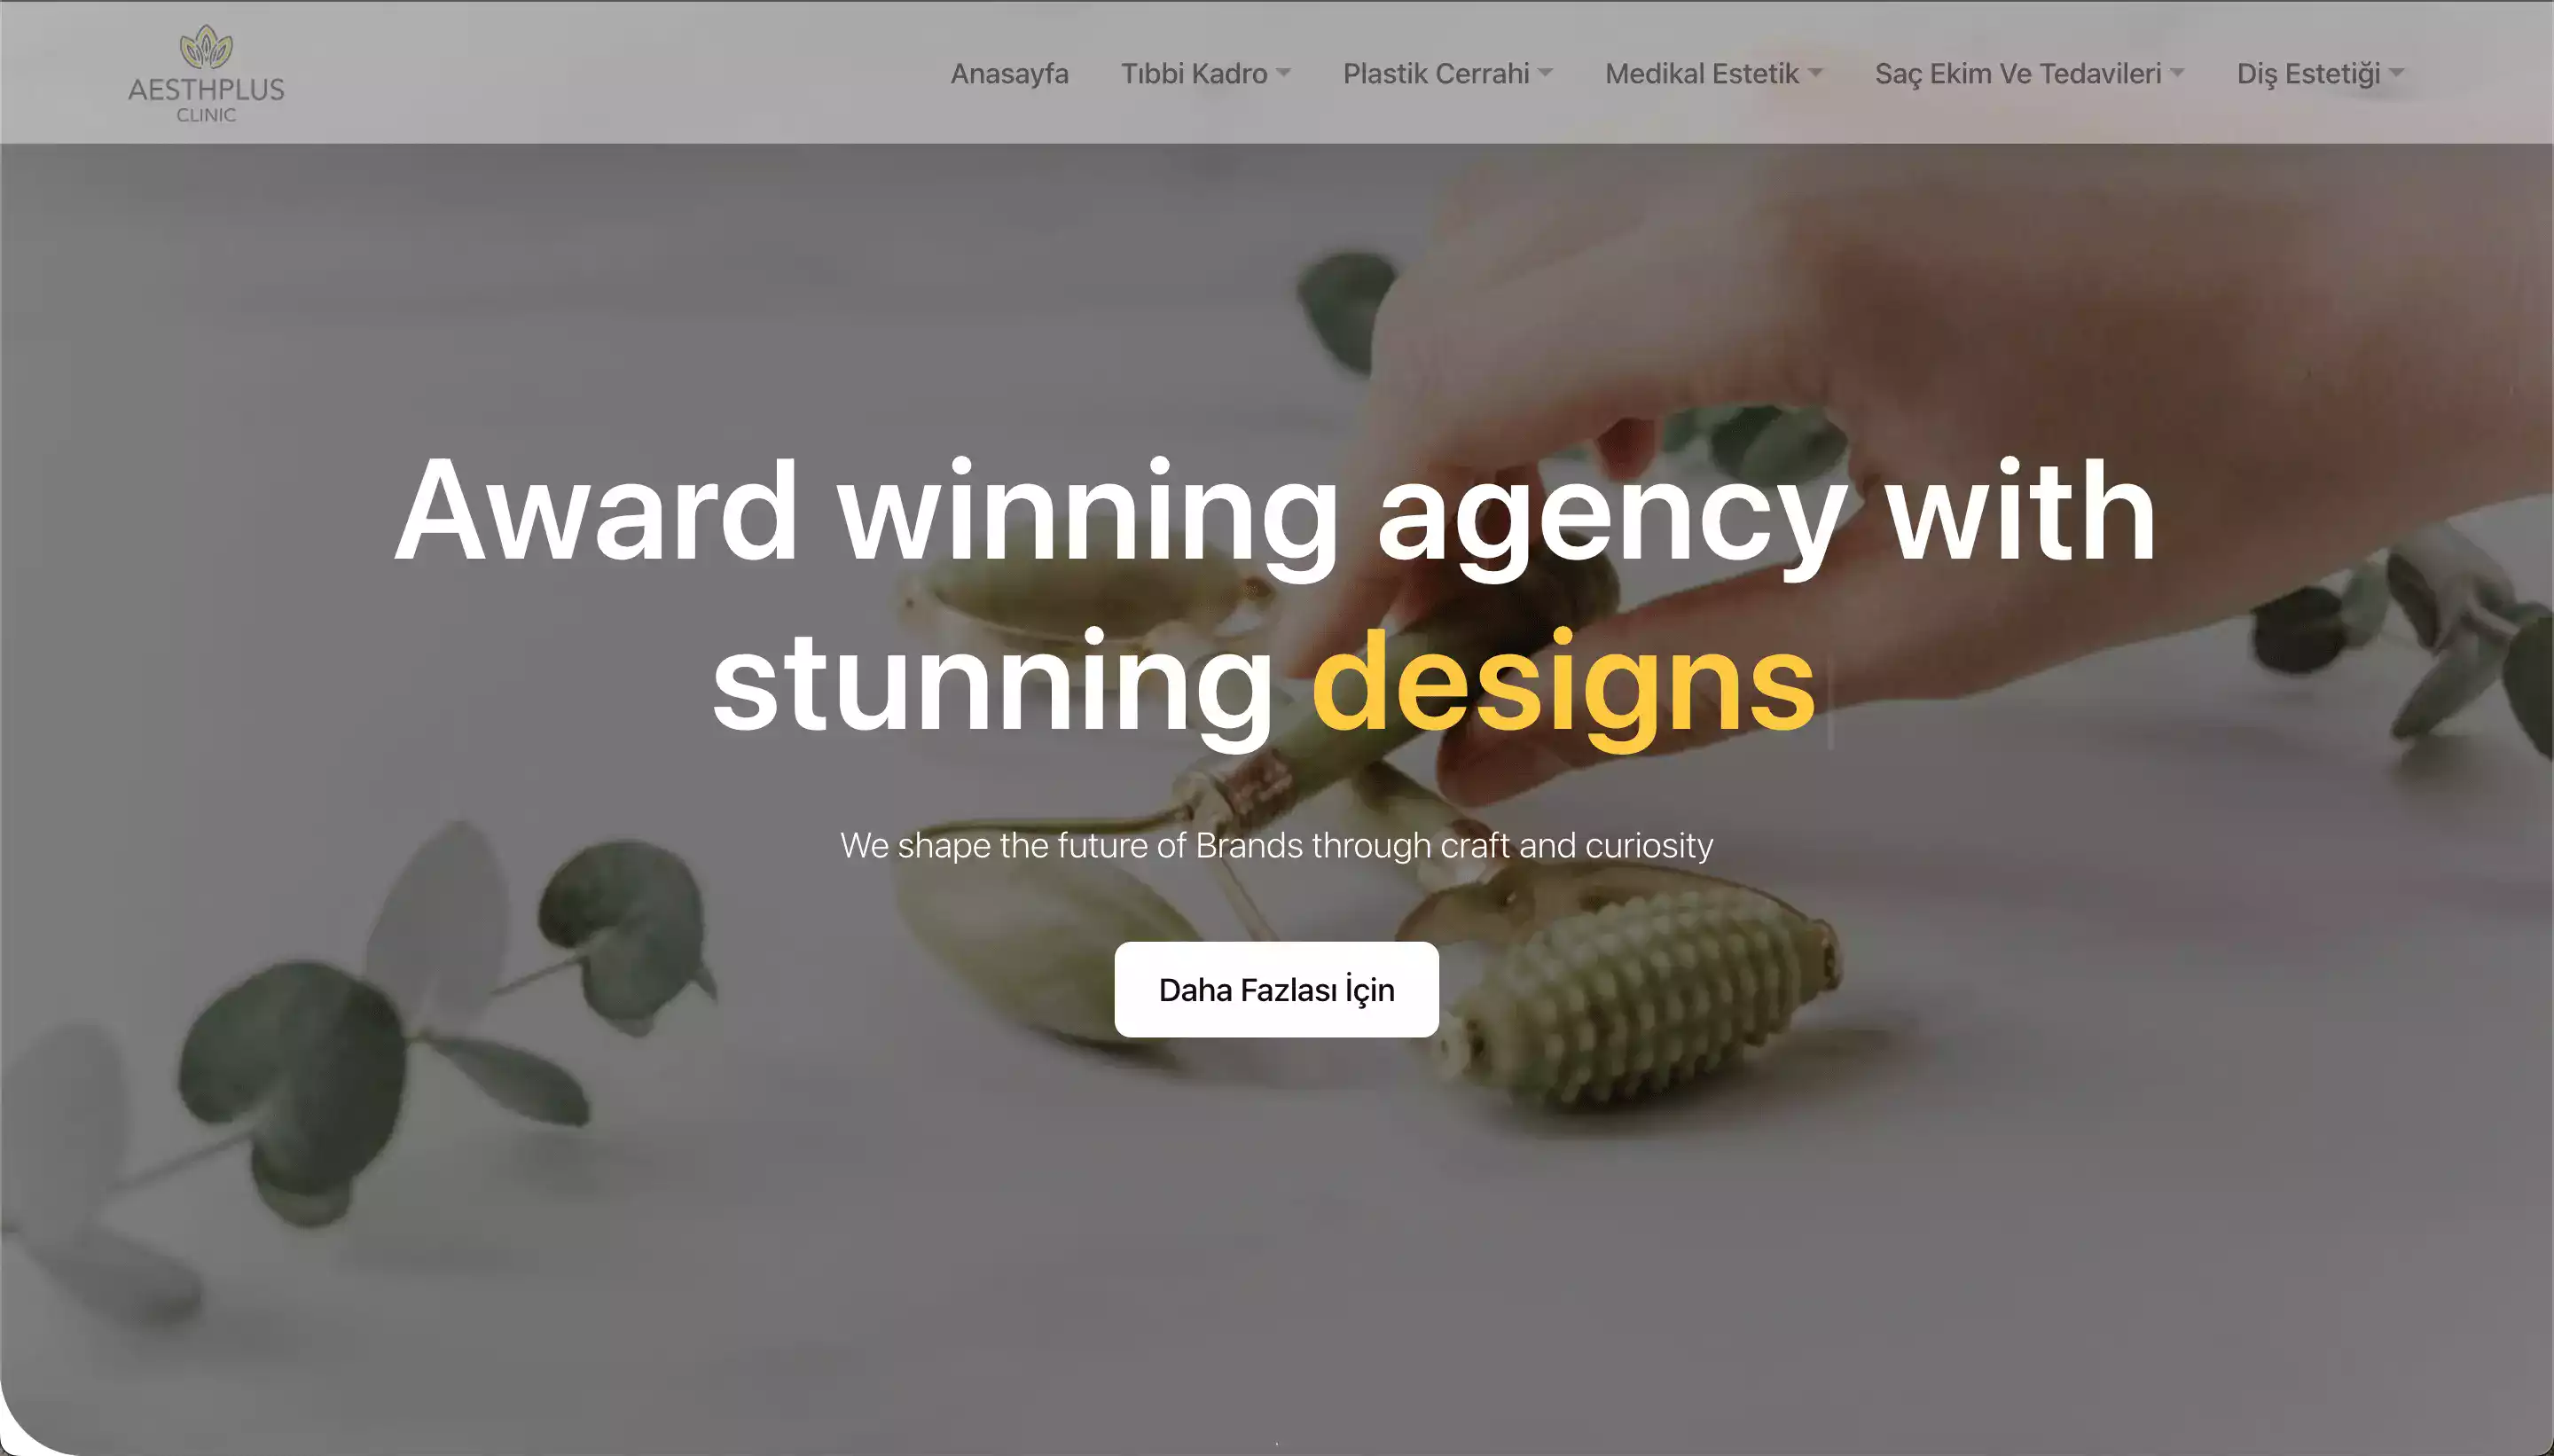 AESTHPLUS
CLINIC
Anasayfa Tıbbi Kadro Plastik Cerrahi Medikal Estetik Saç Ekim Ve Tedavileri Diş Estetiği
Award winning agency with
stunning designs
We shape the future of Brands through craft and curiosity
Daha Fazlası İçin